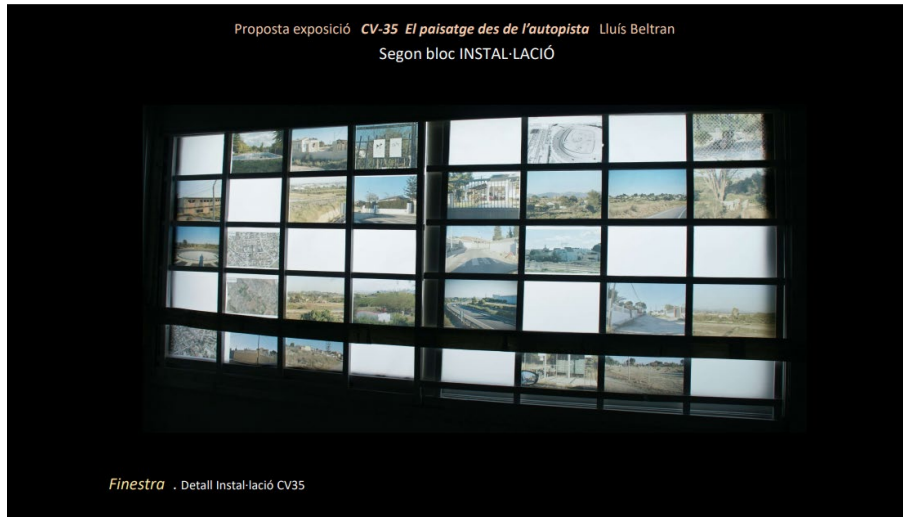 Proposta exposició CV-35 El paisatge des de l'autopista Lluís Beltran
Segon bloc INSTAL·LACIÓ
Finestra . Detall Instal·lació CV35